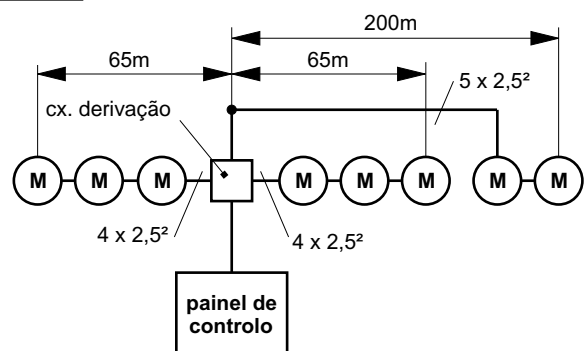 200m
65m
65m
5 x 2,5²
cx. derivação
M
M
M
M
M
M
M
M
4 x 2,5²
4 x 2,5²
painel de
controlo